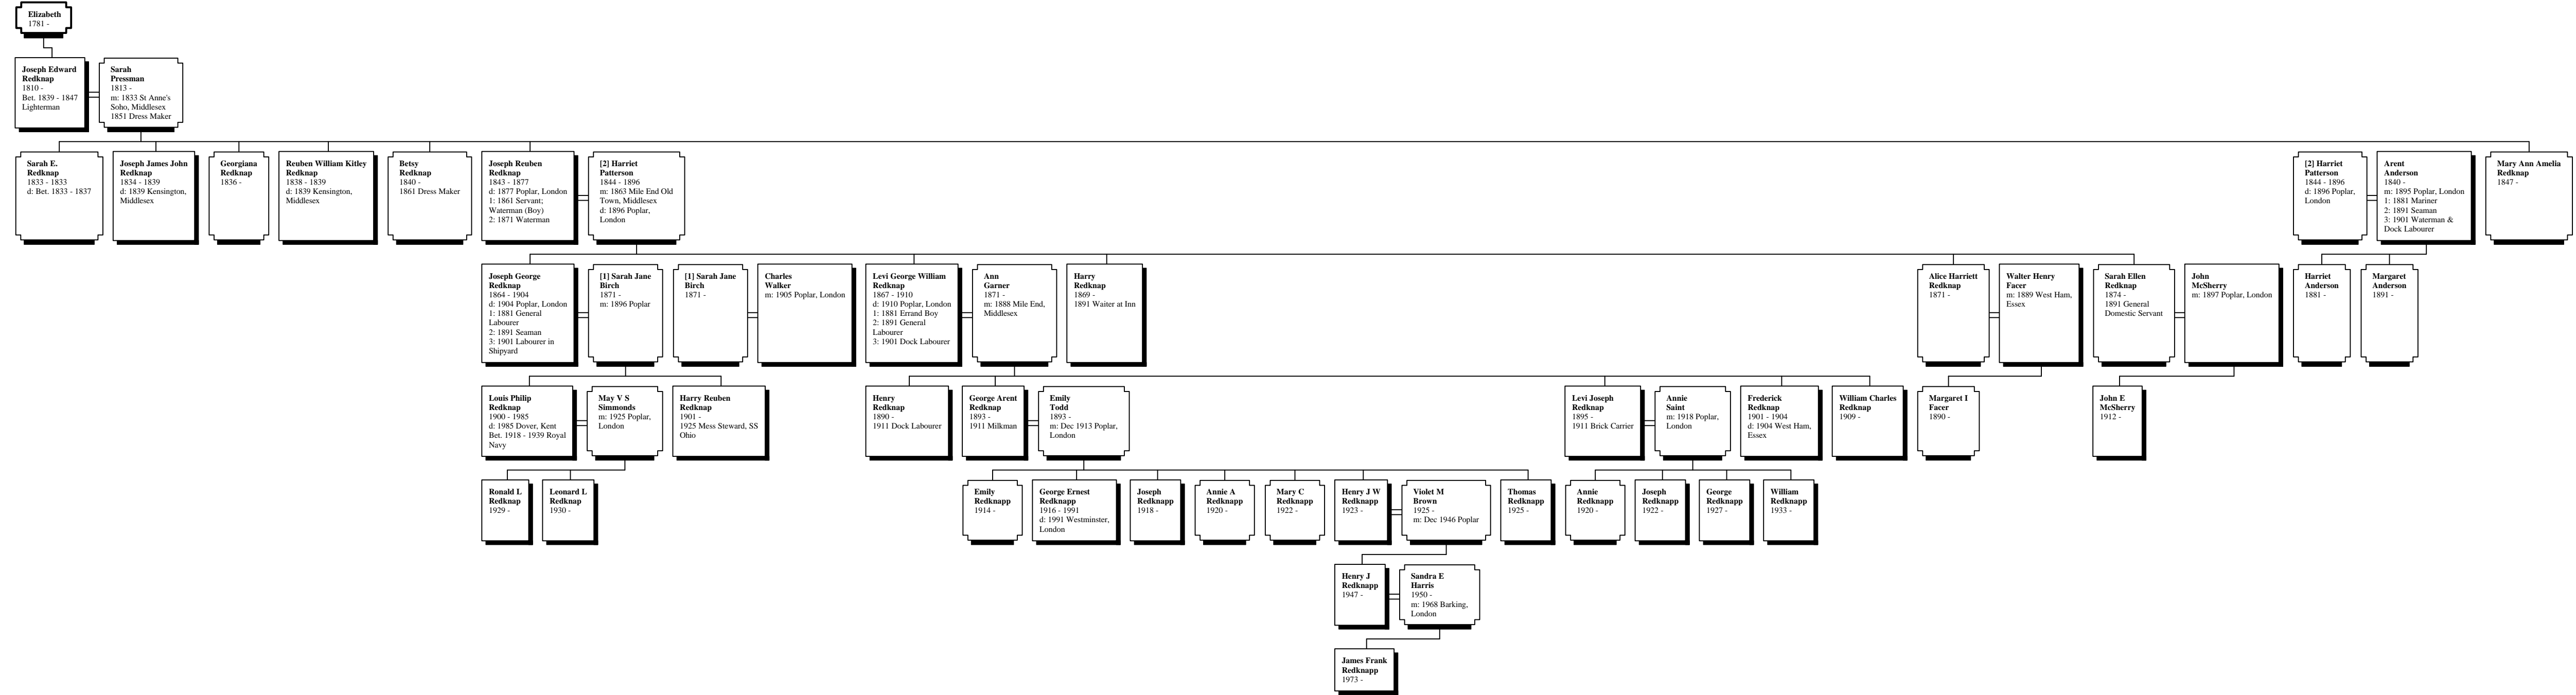 Elizabeth
1781 -
Joseph Edward
Redknap
1810 -
Bet. 1839 - 1847
Lighterman
Sarah
Pressman
1813 -
m: 1833 St Anne's
Soho, Middlesex
1851 Dress Maker
Sarah E.
Redknap
1833 - 1833
d: Bet. 1833 - 1837
Joseph James John
Redknap
1834 - 1839
d: 1839 Kensington,
Middlesex
Georgiana
Redknap
1836 -
Reuben William Kitley
Redknap
1838 - 1839
d: 1839 Kensington,
Middlesex
Betsy
Redknap
1840 -
1861 Dress Maker
Joseph Reuben
Redknap
1843 - 1877
d: 1877 Poplar, London
1: 1861 Servant;
Waterman (Boy)
2: 1871 Waterman
[2] Harriet
Patterson
1844 - 1896
m: 1863 Mile End Old
Town, Middlesex
d: 1896 Poplar,
London
[2] Harriet
Patterson
1844 - 1896
d: 1896 Poplar,
London
Arent
Anderson
1840 -
m: 1895 Poplar, London
1: 1881 Mariner
2: 1891 Seaman
3: 1901 Waterman &
Dock Labourer
Mary Ann Amelia
Redknap
1847 -
Joseph George
Redknap
1864 - 1904
d: 1904 Poplar, London
1: 1881 General
Labourer
2: 1891 Seaman
3: 1901 Labourer in
Shipyard
[1] Sarah Jane
Birch
1871 -
m: 1896 Poplar
[1] Sarah Jane
Birch
1871 -
Charles
Walker
m: 1905 Poplar, London
Levi George William
Redknap
1867 - 1910
d: 1910 Poplar, London
1: 1881 Errand Boy
2: 1891 General
Labourer
3: 1901 Dock Labourer
Ann
Garner
1871 -
m: 1888 Mile End,
Middlesex
Harry
Redknap
1869 -
1891 Waiter at Inn
Alice Harriett
Redknap
1871 -
Walter Henry
Facer
m: 1889 West Ham,
Essex
Sarah Ellen
Redknap
1874 -
1891 General
Domestic Servant
John
McSherry
m: 1897 Poplar, London
Harriet
Anderson
1881 -
Margaret
Anderson
1891 -
Louis Philip
Redknap
1900 - 1985
d: 1985 Dover, Kent
Bet. 1918 - 1939 Royal
Navy
May V S
Simmonds
m: 1925 Poplar,
London
Harry Reuben
Redknap
1901 -
1925 Mess Steward, SS
Ohio
Henry
Redknap
1890 -
1911 Dock Labourer
George Arent
Redknap
1893 -
1911 Milkman
Emily
Todd
1893 -
m: Dec 1913 Poplar,
London
Levi Joseph
Redknap
1895 -
1911 Brick Carrier
Annie
Saint
m: 1918 Poplar,
London
Frederick
Redknap
1901 - 1904
d: 1904 West Ham,
Essex
William Charles
Redknap
1909 -
Margaret I
Facer
1890 -
John E
McSherry
1912 -
Ronald L
Redknap
1929 -
Leonard L
Redknap
1930 -
Emily
Redknapp
1914 -
George Ernest
Redknapp
1916 - 1991
d: 1991 Westminster,
London
Joseph
Redknapp
1918 -
Annie A
Redknapp
1920 -
Mary C
Redknapp
1922 -
Henry J W
Redknapp
1923 -
Violet M
Brown
1925 -
m: Dec 1946 Poplar
Thomas
Redknapp
1925 -
Annie
Redknapp
1920 -
Joseph
Redknapp
1922 -
George
Redknapp
1927 -
William
Redknapp
1933 -
Henry J
Redknapp
1947 -
Sandra E
Harris
1950 -
m: 1968 Barking,
London
James Frank
Redknapp
1973 -